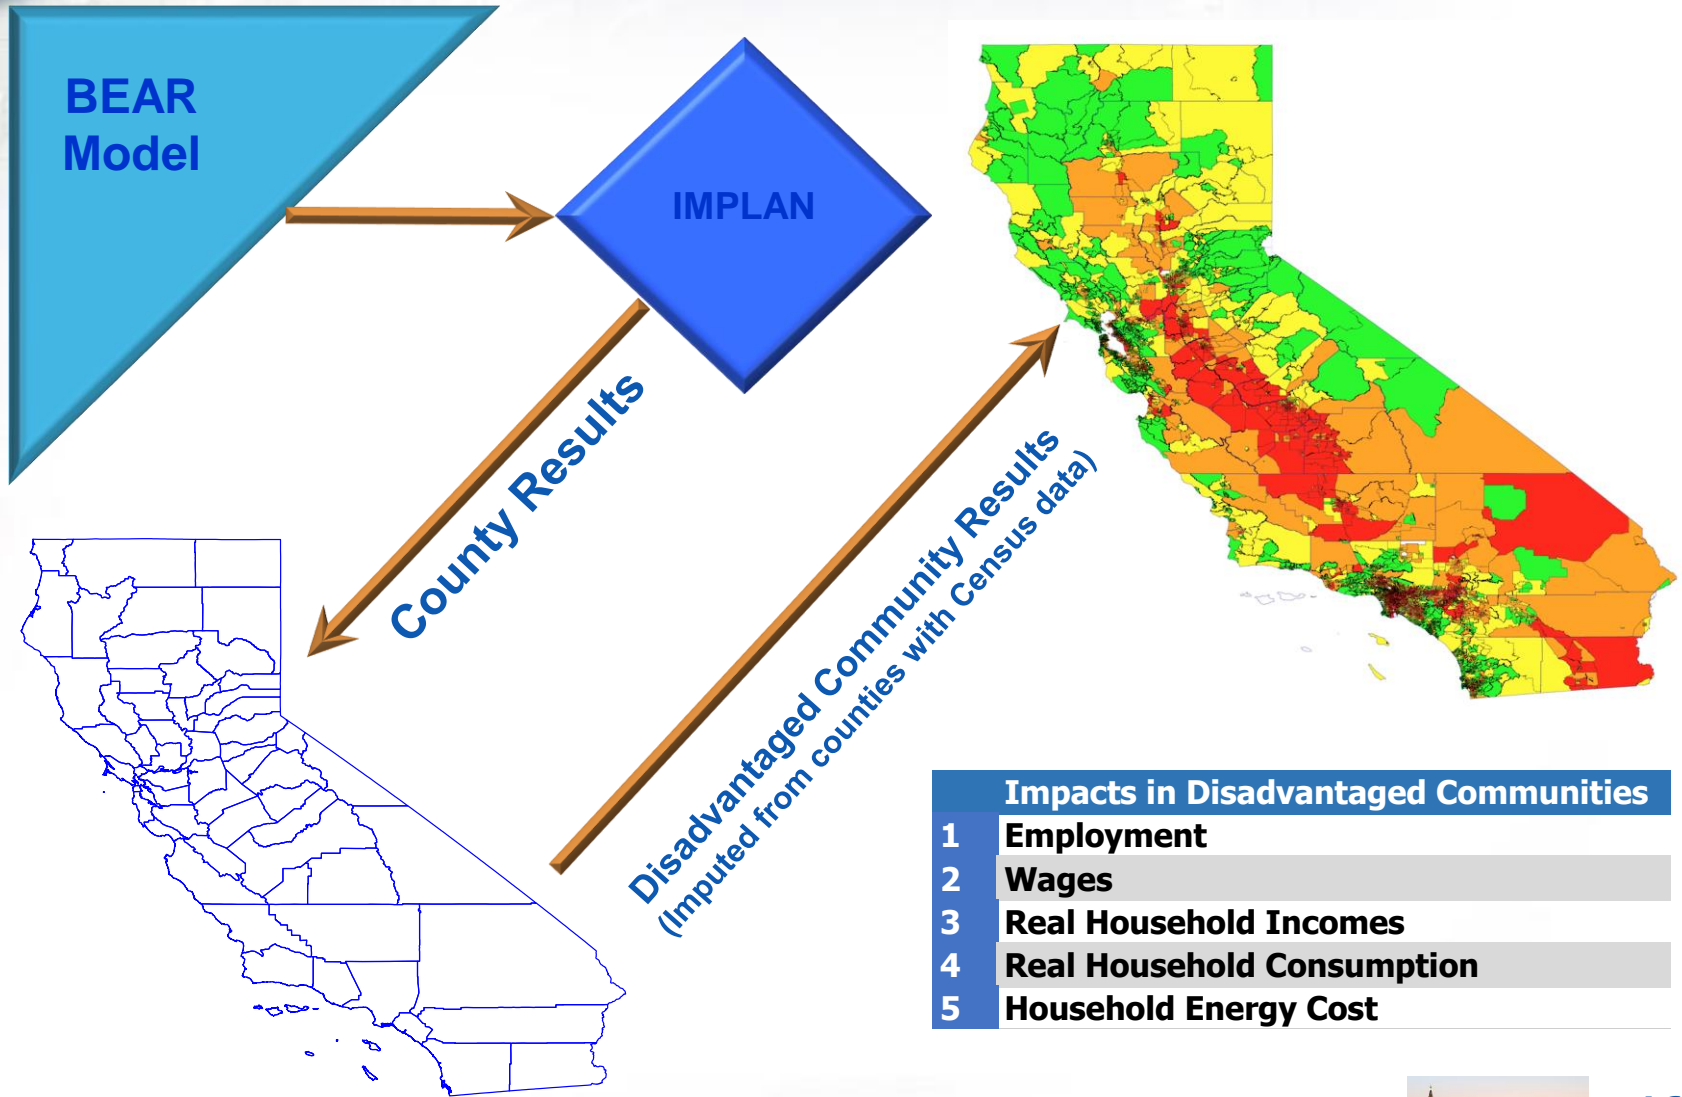 BEAR
Model
IMPLAN
County Results
Disadvantaged Community Results
(Imputed from counties with Census data)
Impacts in Disadvantaged Communities
1 Employment
2 Wages
3 Real Household Incomes
4 Real Household Consumption
5 Household Energy Cost